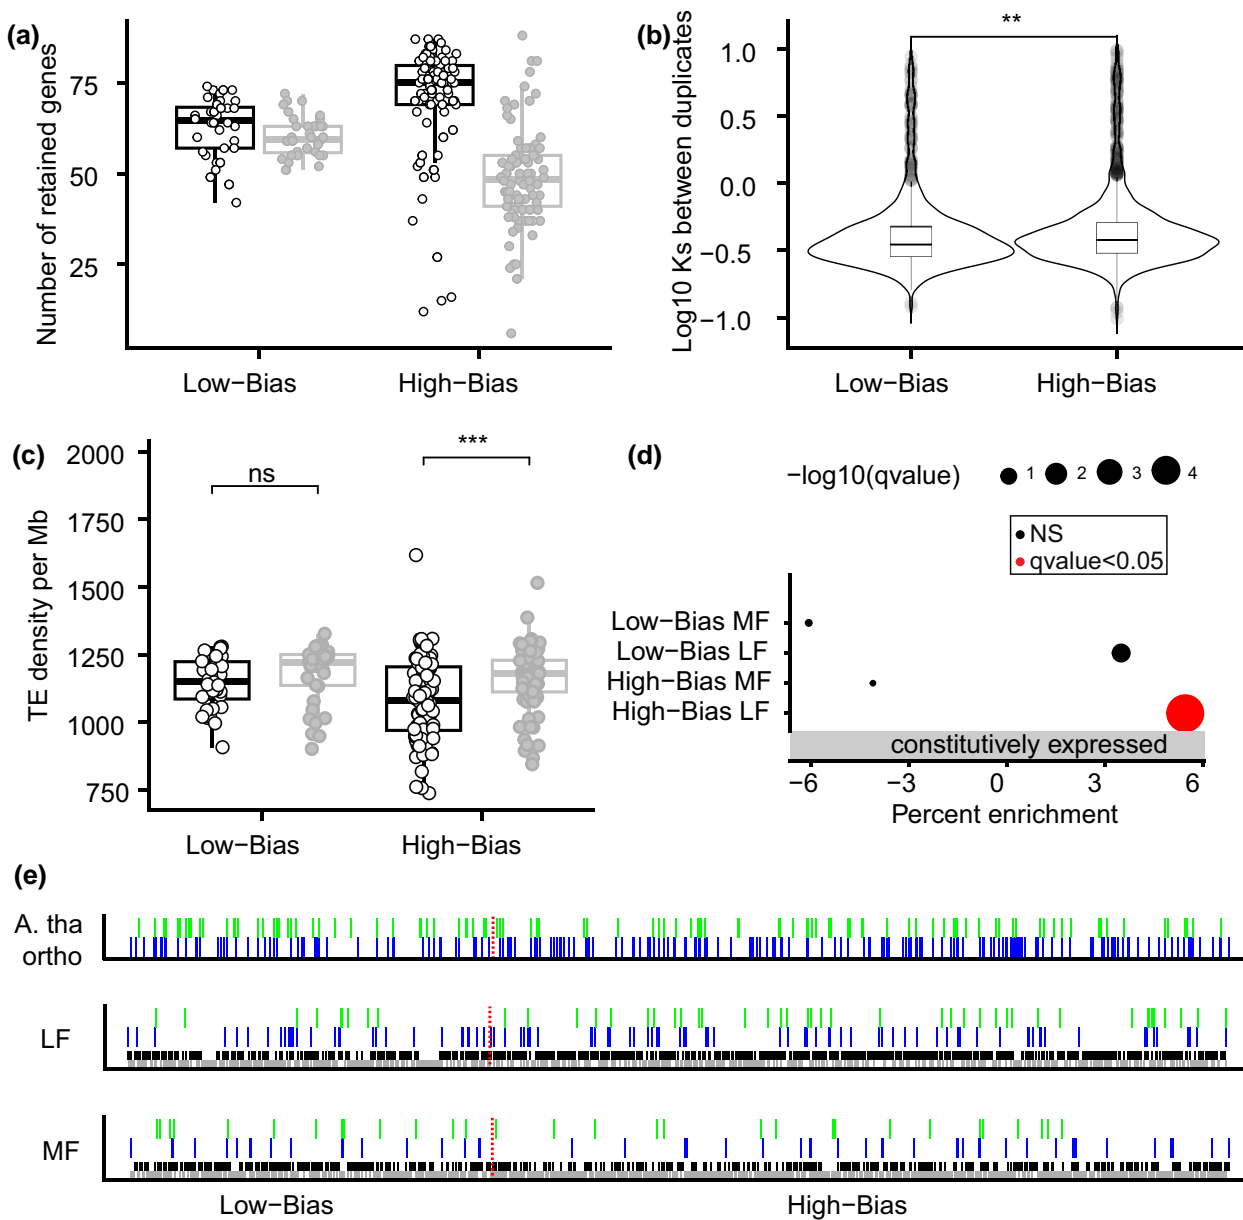 (a)
Number of retained genes
75
50
25
Low−Bias
High−Bias
(b)
**
Log10 Ks between duplicates
1.0
0.5
0.0
−0.5
−1.0
Low−Bias
High−Bias
(c)
TE density per Mb
2000
1750
1500
1250
1000
750
ns
***
Low−Bias
High−Bias
(d)
−log10(qvalue)
1
2
3
4
NS
qvalue<0.05
Low−Bias MF
Low−Bias LF
High−Bias MF
High−Bias LF
constitutively expressed
−6
−3
0
3
6
Percent enrichment
(e)
A. tha
ortho
LF
MF
Low−Bias
High−Bias